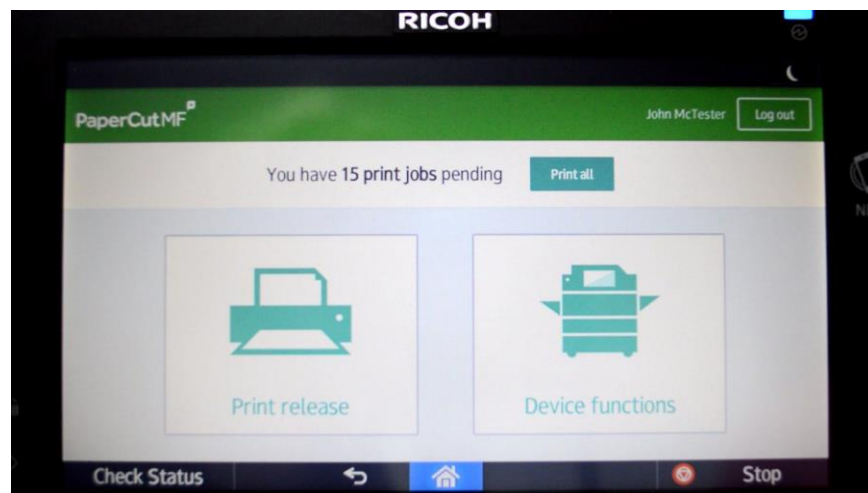 RICOH
PaperCutMF
John McTester
Log out
You have 15 print jobs pending
Print all
Print release
Device functions
Check Status
Stop